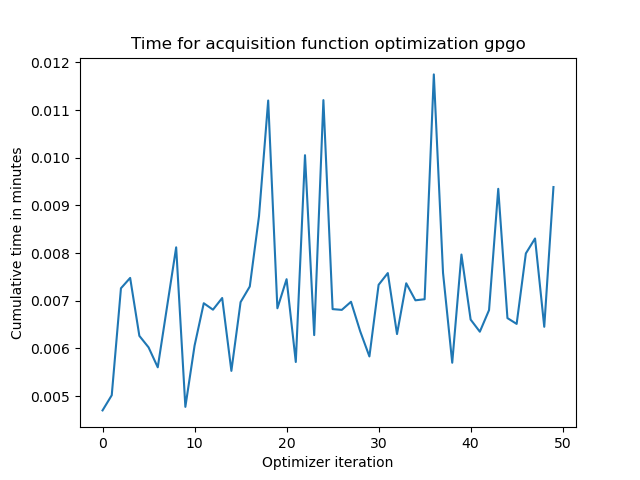 Time for acquisition function optimization gpgo
0.012
0.011
0.010
0.009
0.008
0.007
0.006
0.005
Cumulative time in minutes
0 10 20 30 40 50
Optimizer iteration